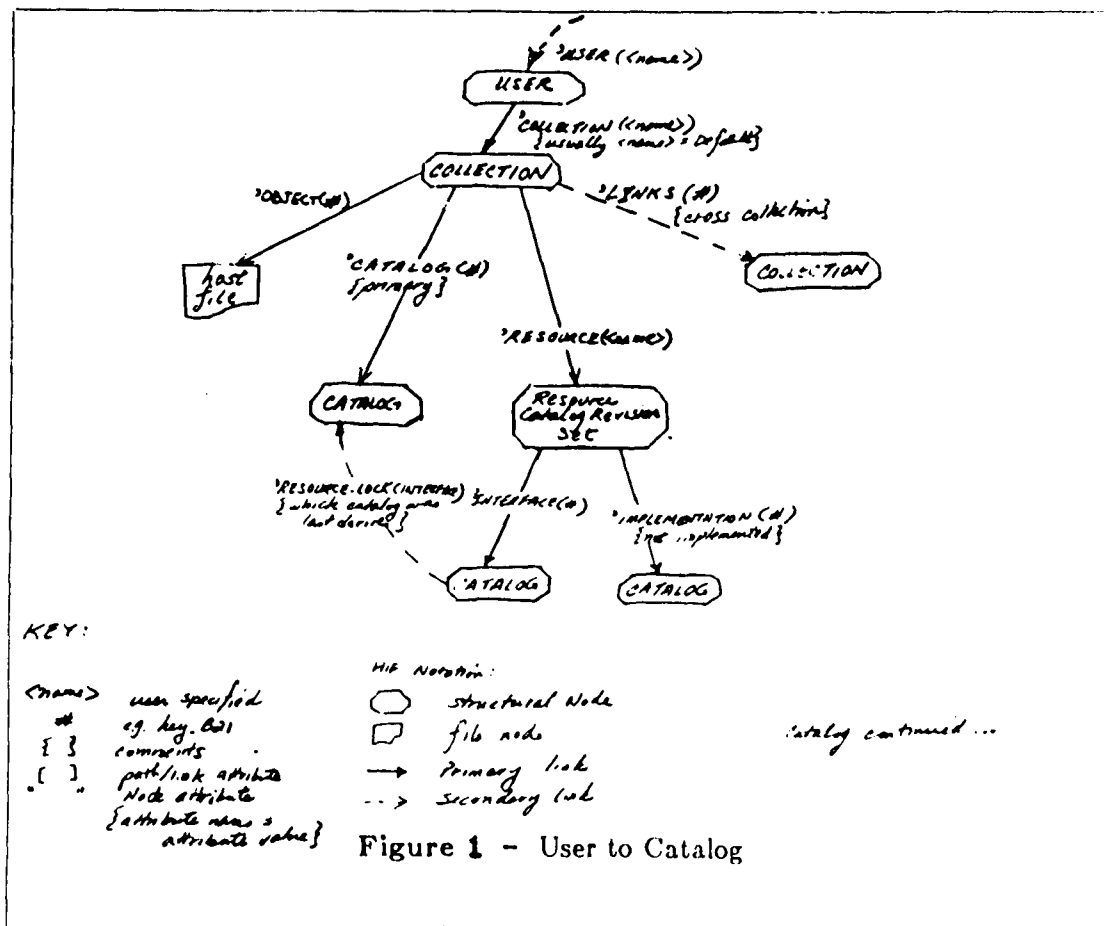 'USER (<name>)
USER
'COLLECTION (<name>)
{usually <name> = Default}
COLLECTION
'OBJECT(#)
'LINKS (#)
{cross collection}
host
file
'CATALOG (#)
{primary}
COLLECTION
'RESOURCE(<name>)
CATALOG
Resource
Catalog Revision
Set
'RESOURCE-LOCK (INTERFACE)
{which catalog was
last derived}
'INTERFACE(#)
'IMPLEMENTATION (#)
{not implemented}
CATALOG
CATALOG
KEY:
HIF Notation:
<name> user specified
structural Node
# e.g. key.
file node
{ } comments
catalog continued ...
[ ] path/link attribute
Primary link
" " Node attribute
Secondary link
{attribute name =
attribute value}
Figure 1 - User to Catalog